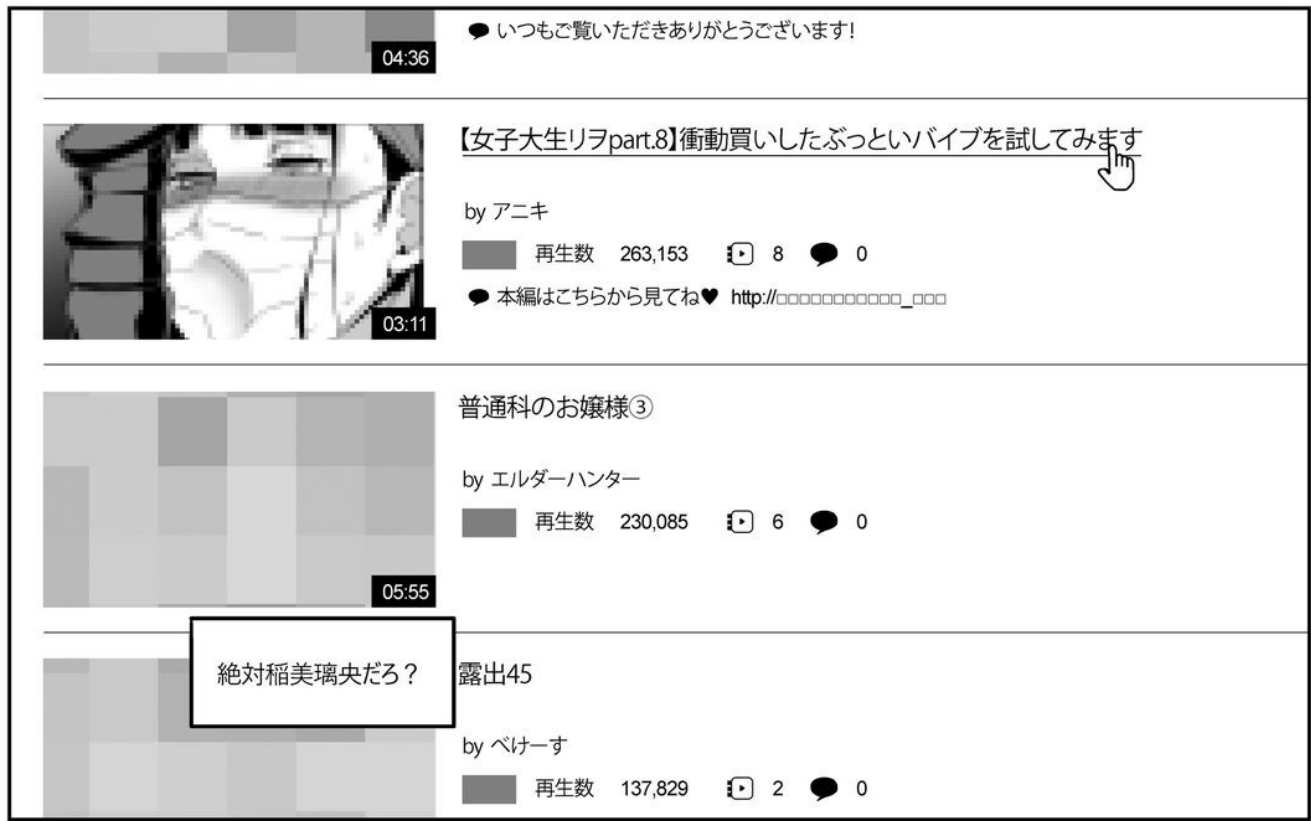 いつもご覧いただきありがとうございます!
04:36
【女子大生リヲpart.8】衝動買いしたぶっといバイブを試してみます
by アニキ
再生数 263,153 8 0
本編はこちらから見てね♥ http://□□□□□□□□□□□_□□□
03:11
普通科のお嬢様③
by エルダーハンター
再生数 230,085 6 0
05:55
絶対稲美璃央だろ?
露出45
by べけーす
再生数 137,829 2 0